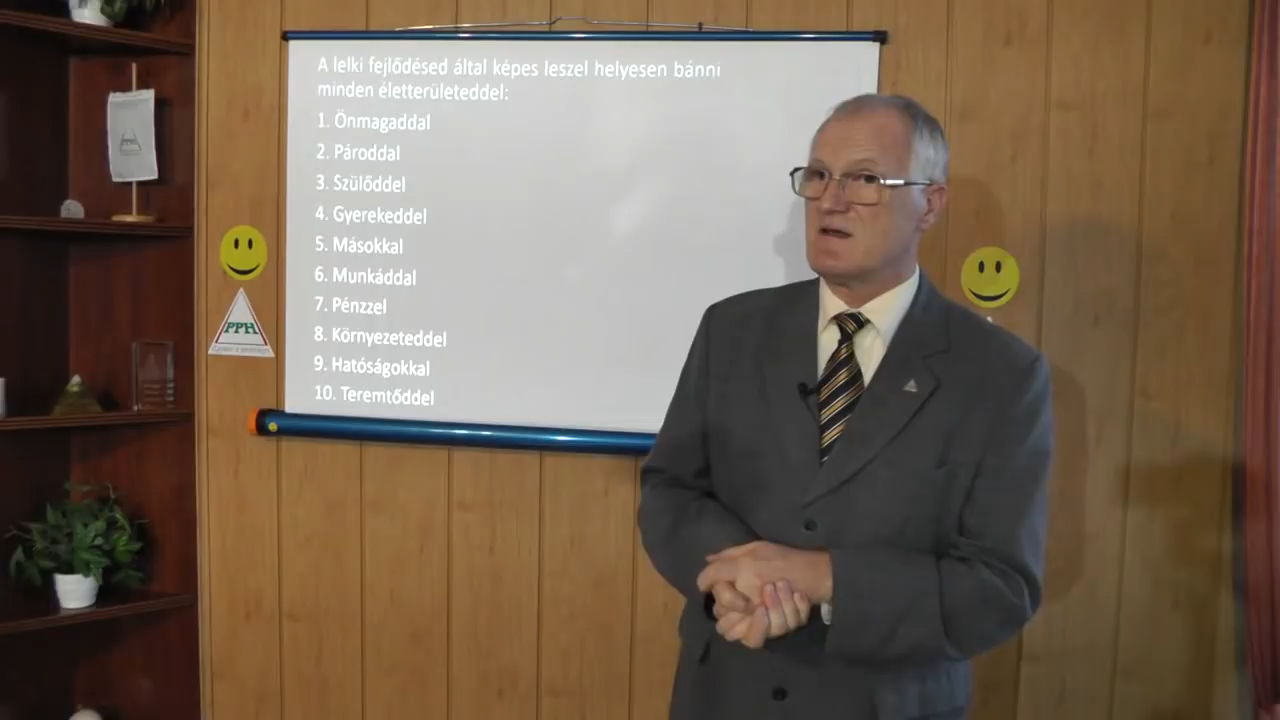 A lelki fejlődésed által képes leszel helyesen bánni
minden életterületeddel:
1. Önmagaddal
2. Pároddal
3. Szülőddel
4. Gyerekeddel
5. Másokkal
6. Munkáddal
7. Pénzzel
8. Környezeteddel
9. Hatóságokkal
10. Teremtőddel
PPH